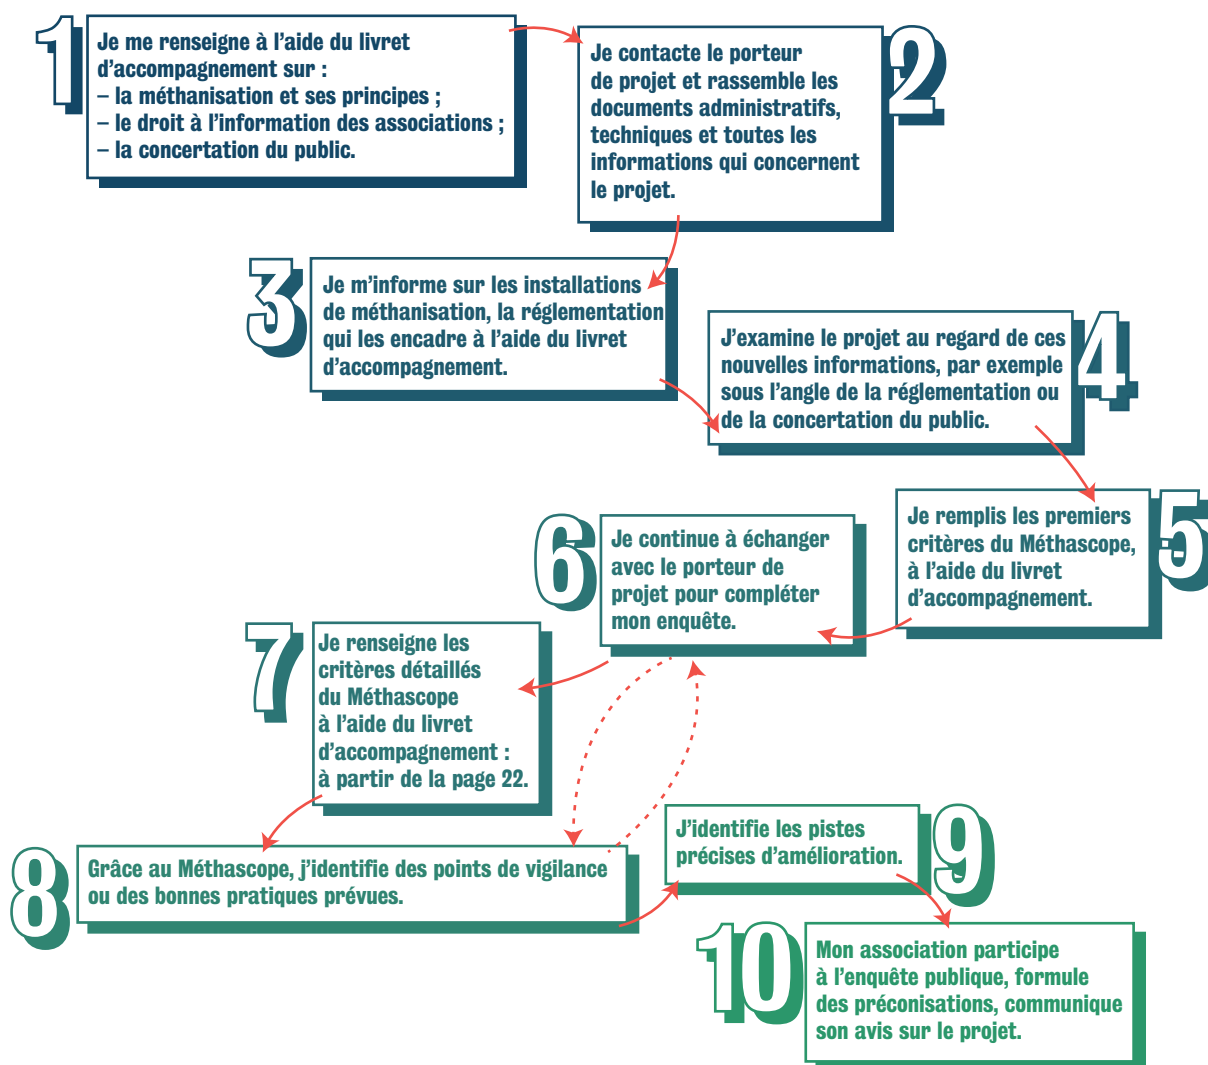 1
Je me renseigne à l’aide du livret
d’accompagnement sur :
– la méthanisation et ses principes ;
– le droit à l’information des associations ;
– la concertation du public.
2
Je contacte le porteur
de projet et rassemble les
documents administratifs,
techniques et toutes les
informations qui concernent
le projet.
3
Je m’informe sur les installations
de méthanisation, la réglementation
qui les encadre à l’aide du livret
d’accompagnement.
4
J’examine le projet au regard de ces
nouvelles informations, par exemple
sous l’angle de la réglementation ou
de la concertation du public.
5
Je remplis les premiers
critères du Méthascope,
à l’aide du livret
d’accompagnement.
6
Je continue à échanger
avec le porteur de
projet pour compléter
mon enquête.
7
Je renseigne les
critères détaillés
du Méthascope
à l’aide du livret
d’accompagnement :
à partir de la page 22.
8
Grâce au Méthascope, j’identifie des points de vigilance
ou des bonnes pratiques prévues.
9
J’identifie les pistes
précises d’amélioration.
10
Mon association participe
à l’enquête publique, formule
des préconisations, communique
son avis sur le projet.